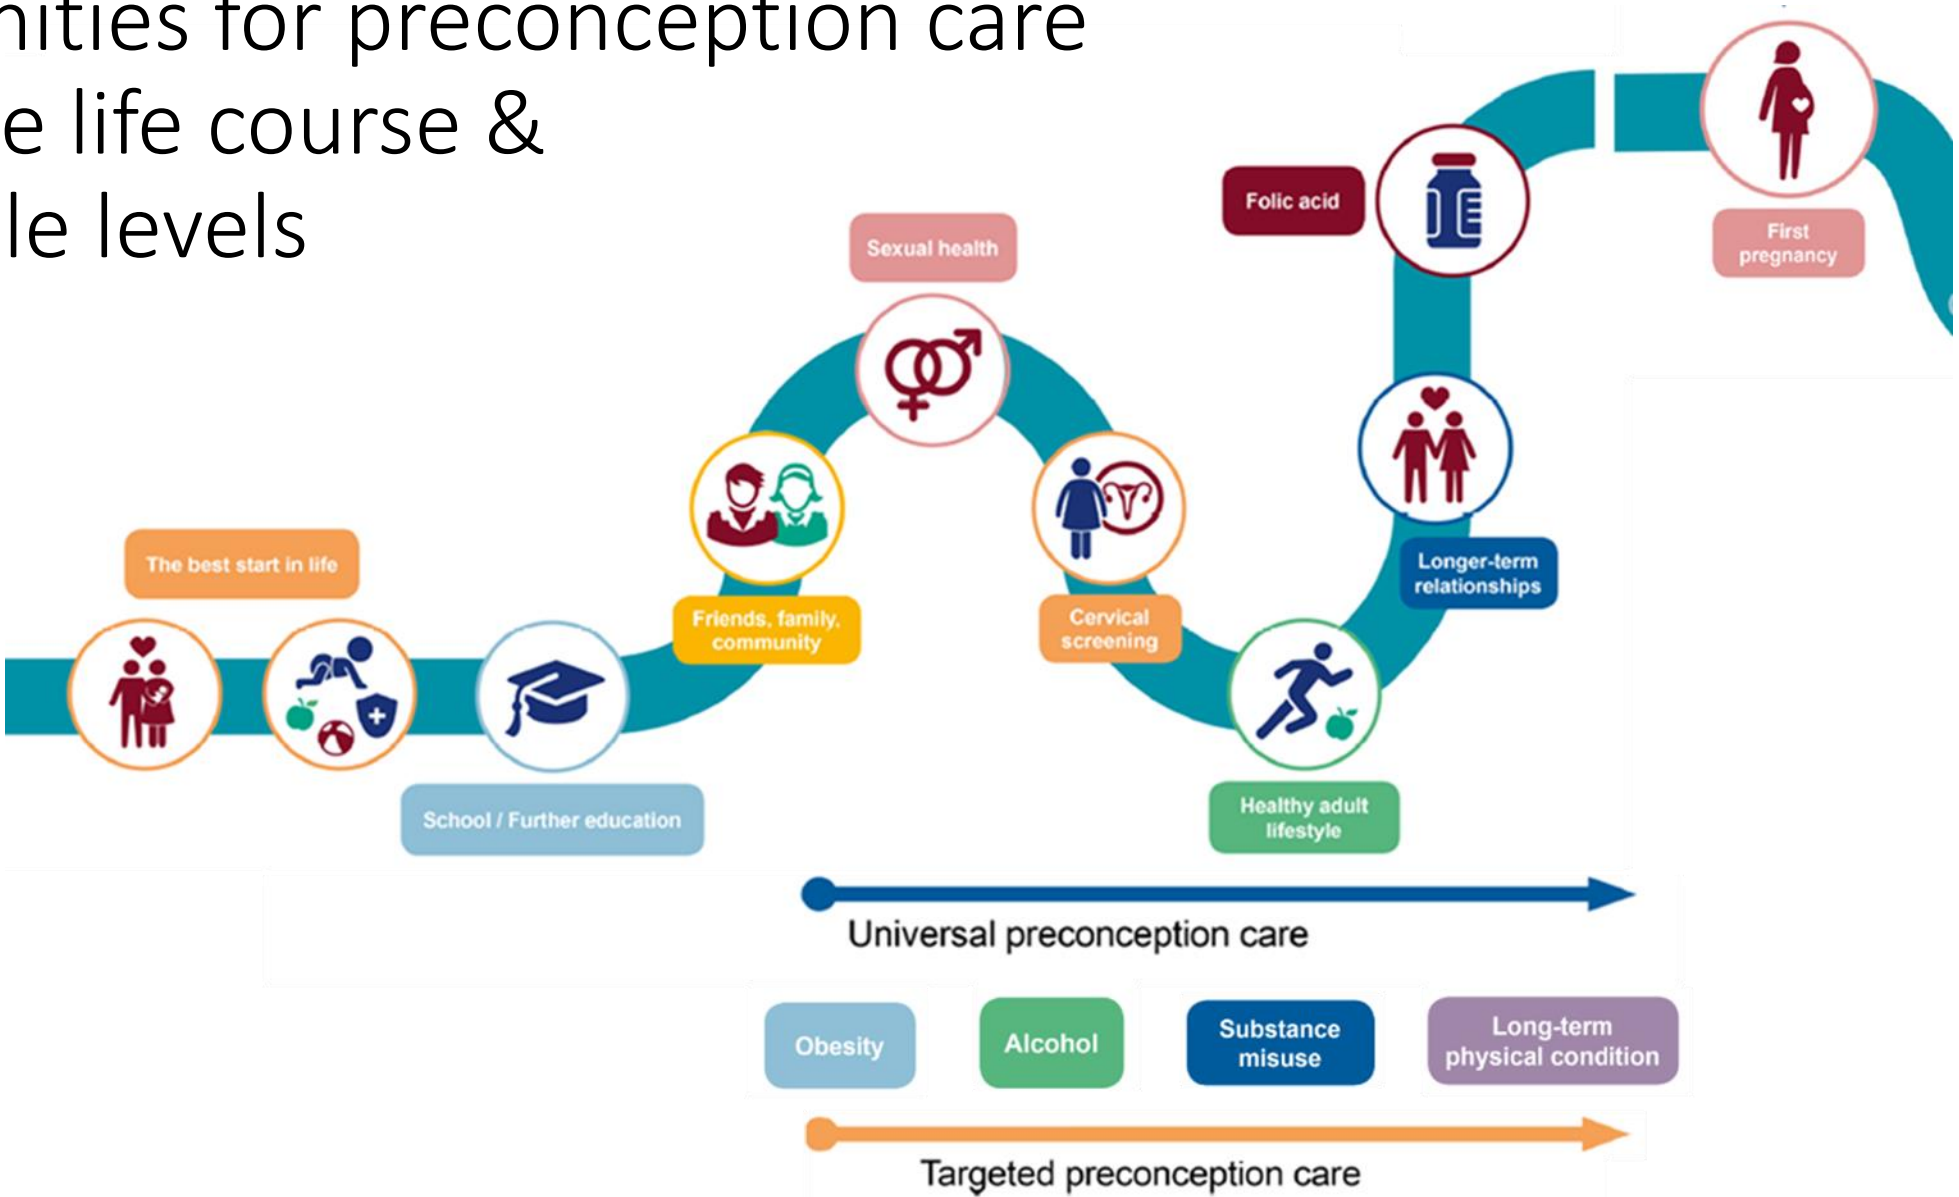 nities for preconception care
e life course &
le levels
Folic acid
First
pregnancy
Sexual health
Longer-term
relationships
The best start in life
Friends, family,
community
Cervical
screening
School / Further education
Healthy adult
lifestyle
Universal preconception care
Obesity
Alcohol
Substance
misuse
Long-term
physical condition
Targeted preconception care